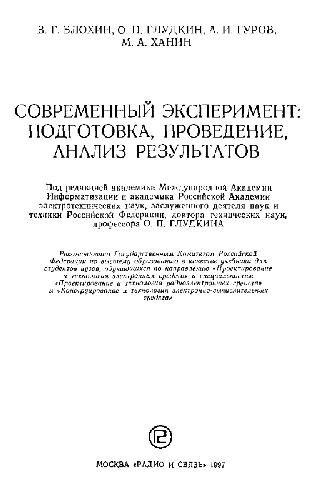 В. Г. БЛОХИН, О. П. ГЛУДКИН, А. И. ГУРОВ,
М. А. ХАНИН
СОВРЕМЕННЫЙ ЭКСПЕРИМЕНТ:
ПОДГОТОВКА, ПРОВЕДЕНИЕ,
АНАЛИЗ РЕЗУЛЬТАТОВ
Под редакцией академика Международной Академии
Информатизации и академика Российской Академии
электротехнических наук, заслуженного деятеля науки и
техники Российской Федерации, доктора технических наук,
профессора О. П. ГЛУДКИНА
Рекомендовано Государственным Комитетом Российской
Федерации по высшему образованию в качестве учебника для
студентов вузов, обучающихся по направлению «Проектирование
и технология электронных средств» и специальностям:
«Проектирование и технология радиоэлектронных средств»
и «Конструирование и технология электронно-вычислительных
средств»
МОСКВА «РАДИО И СВЯЗЬ» 1997